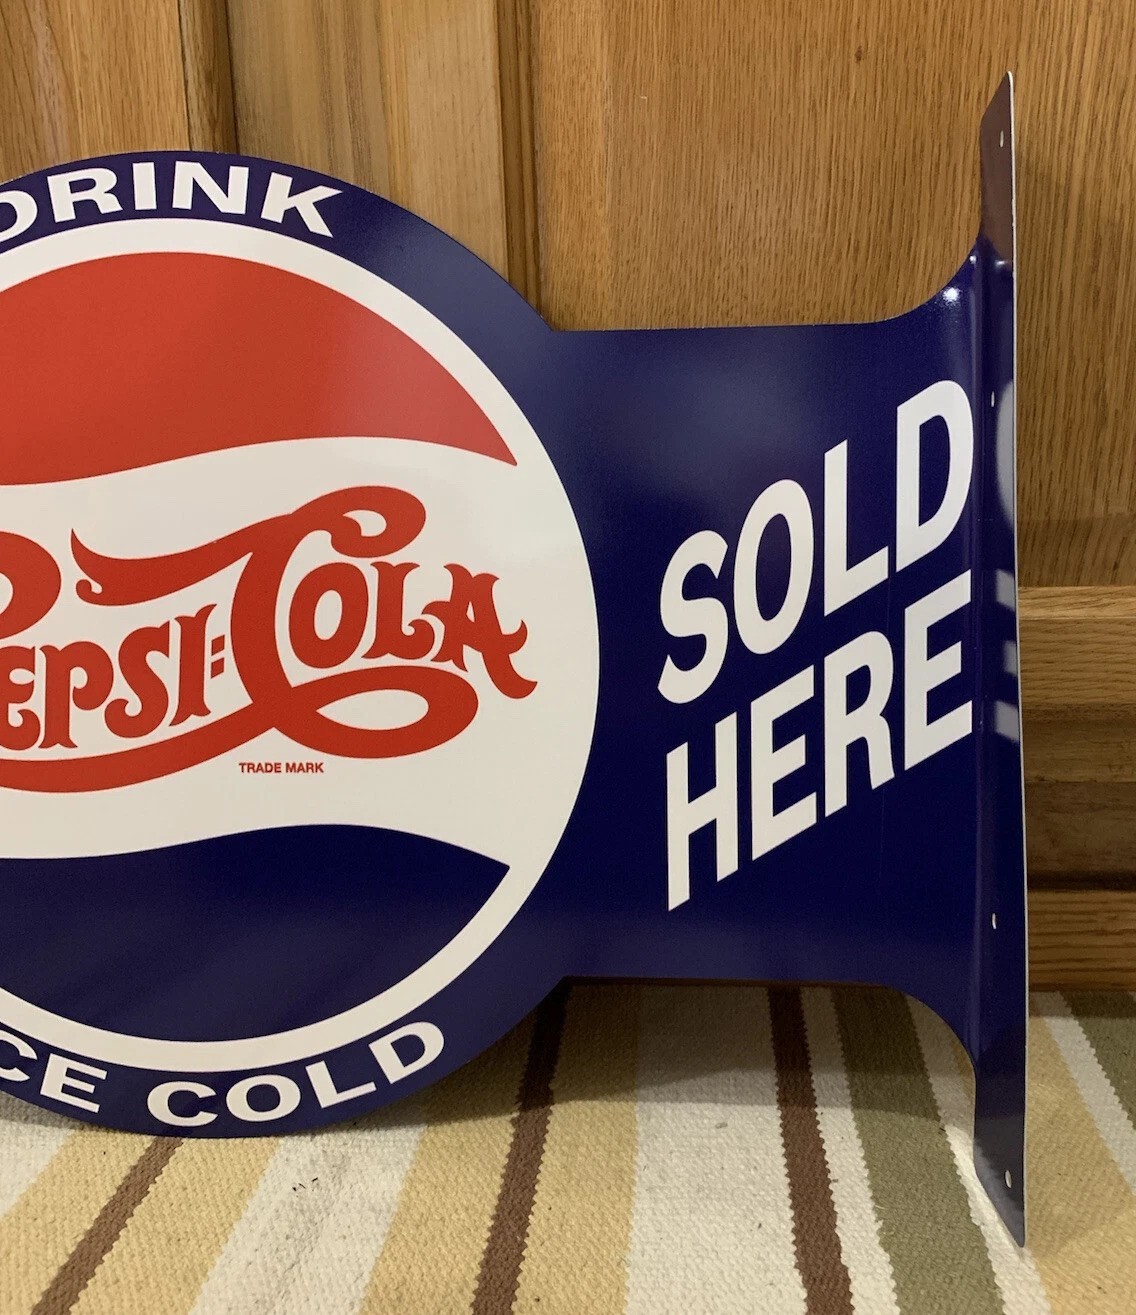 DRINK
PEPSI:COLA
TRADE MARK
ICE COLD
SOLD
HERE